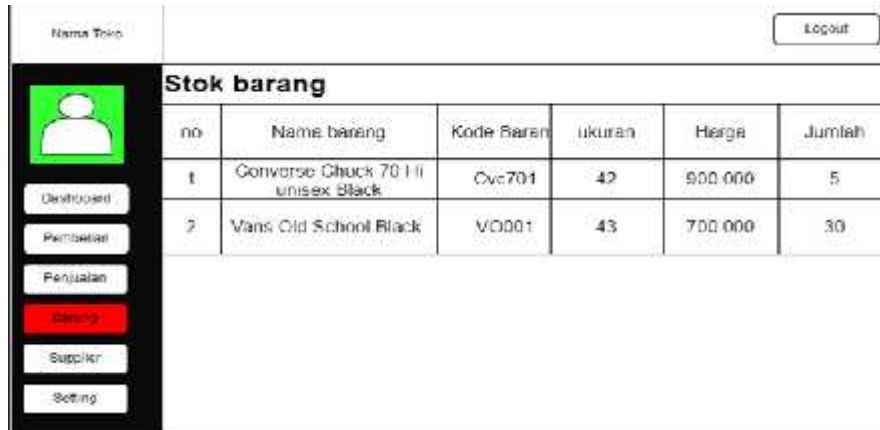 Nama Toko
Logout
Stok barang
no Nama barang Kode Baran ukuran Harga Jumlah
1 Converse Chuck 70 Hi
unisex Black Cvc701 42 900.000 5
2 Vans Old School Black VO001 43 700.000 30
Dashboard
Pembelian
Penjualan
Barang
Supplier
Setting